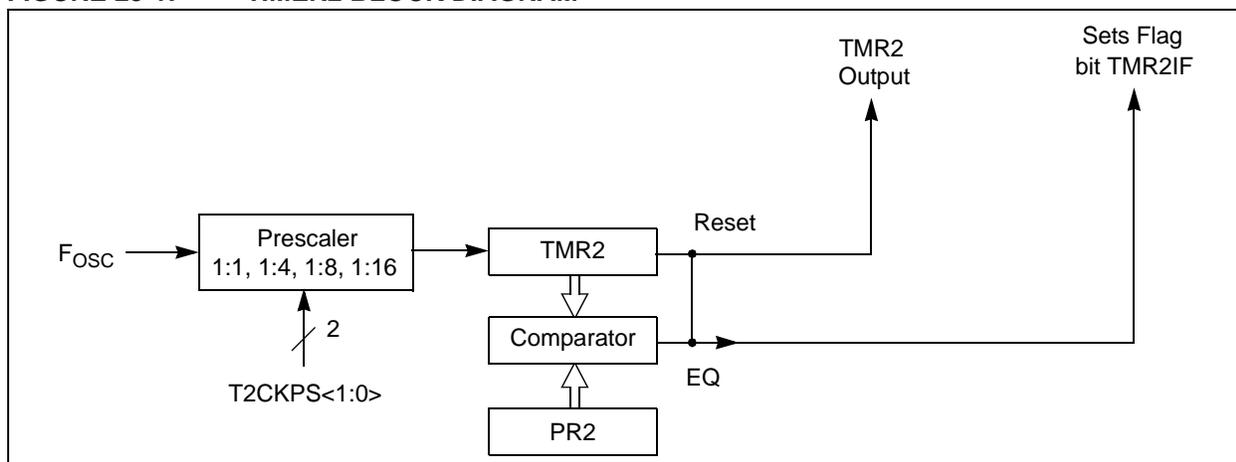 TMR2
Output
Sets Flag
bit TMR2IF
Reset
FOSC
Prescaler
1:1, 1:4, 1:8, 1:16
TMR2
2
Comparator
EQ
T2CKPS<1:0>
PR2